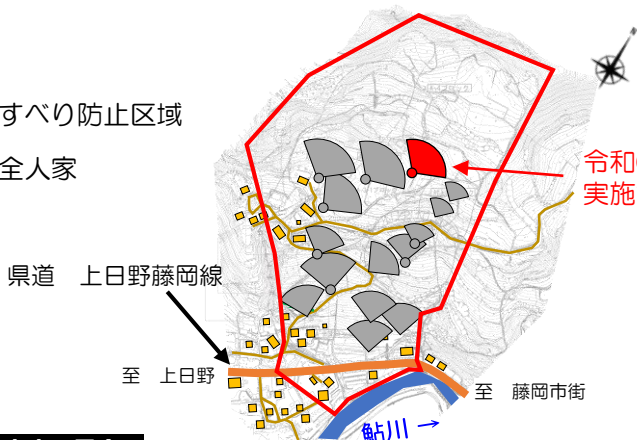 すべり防止区域
全人家
令和
実施
県道 上日野藤岡線
至 上日野
至 藤岡市街
鮎川 →